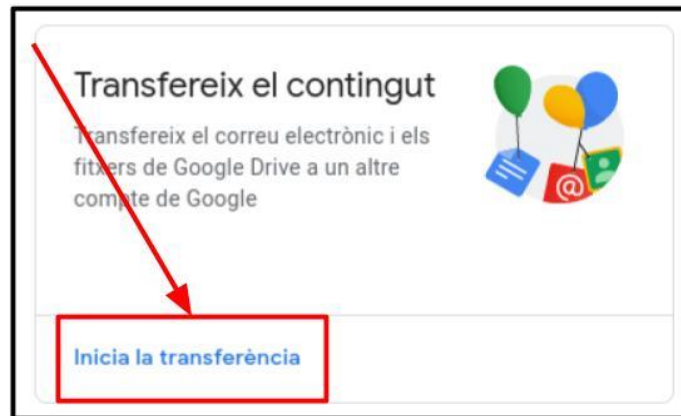 Transfereix el contingut
Transfereix el correu electrònic i els
fitxers de Google Drive a un altre
compte de Google
@
Inicia la transferència